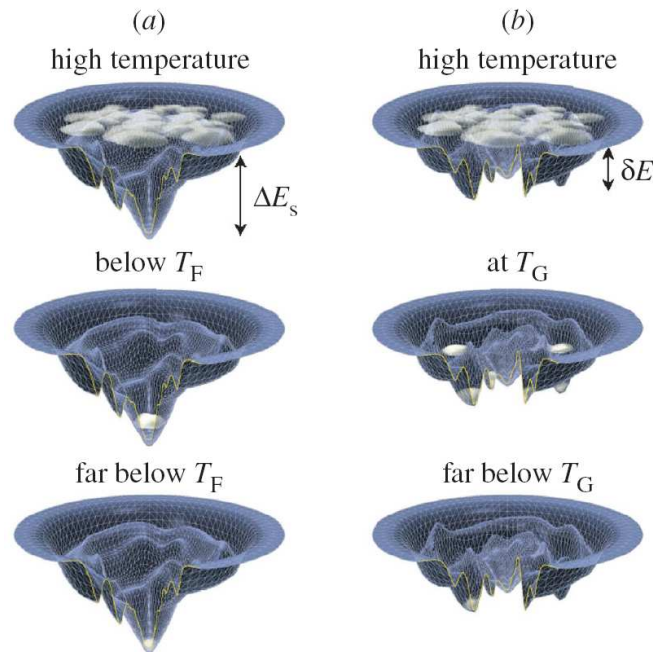 (a)
high temperature
ΔEs
below TF
far below TF
(b)
high temperature
δE
at TG
far below TG